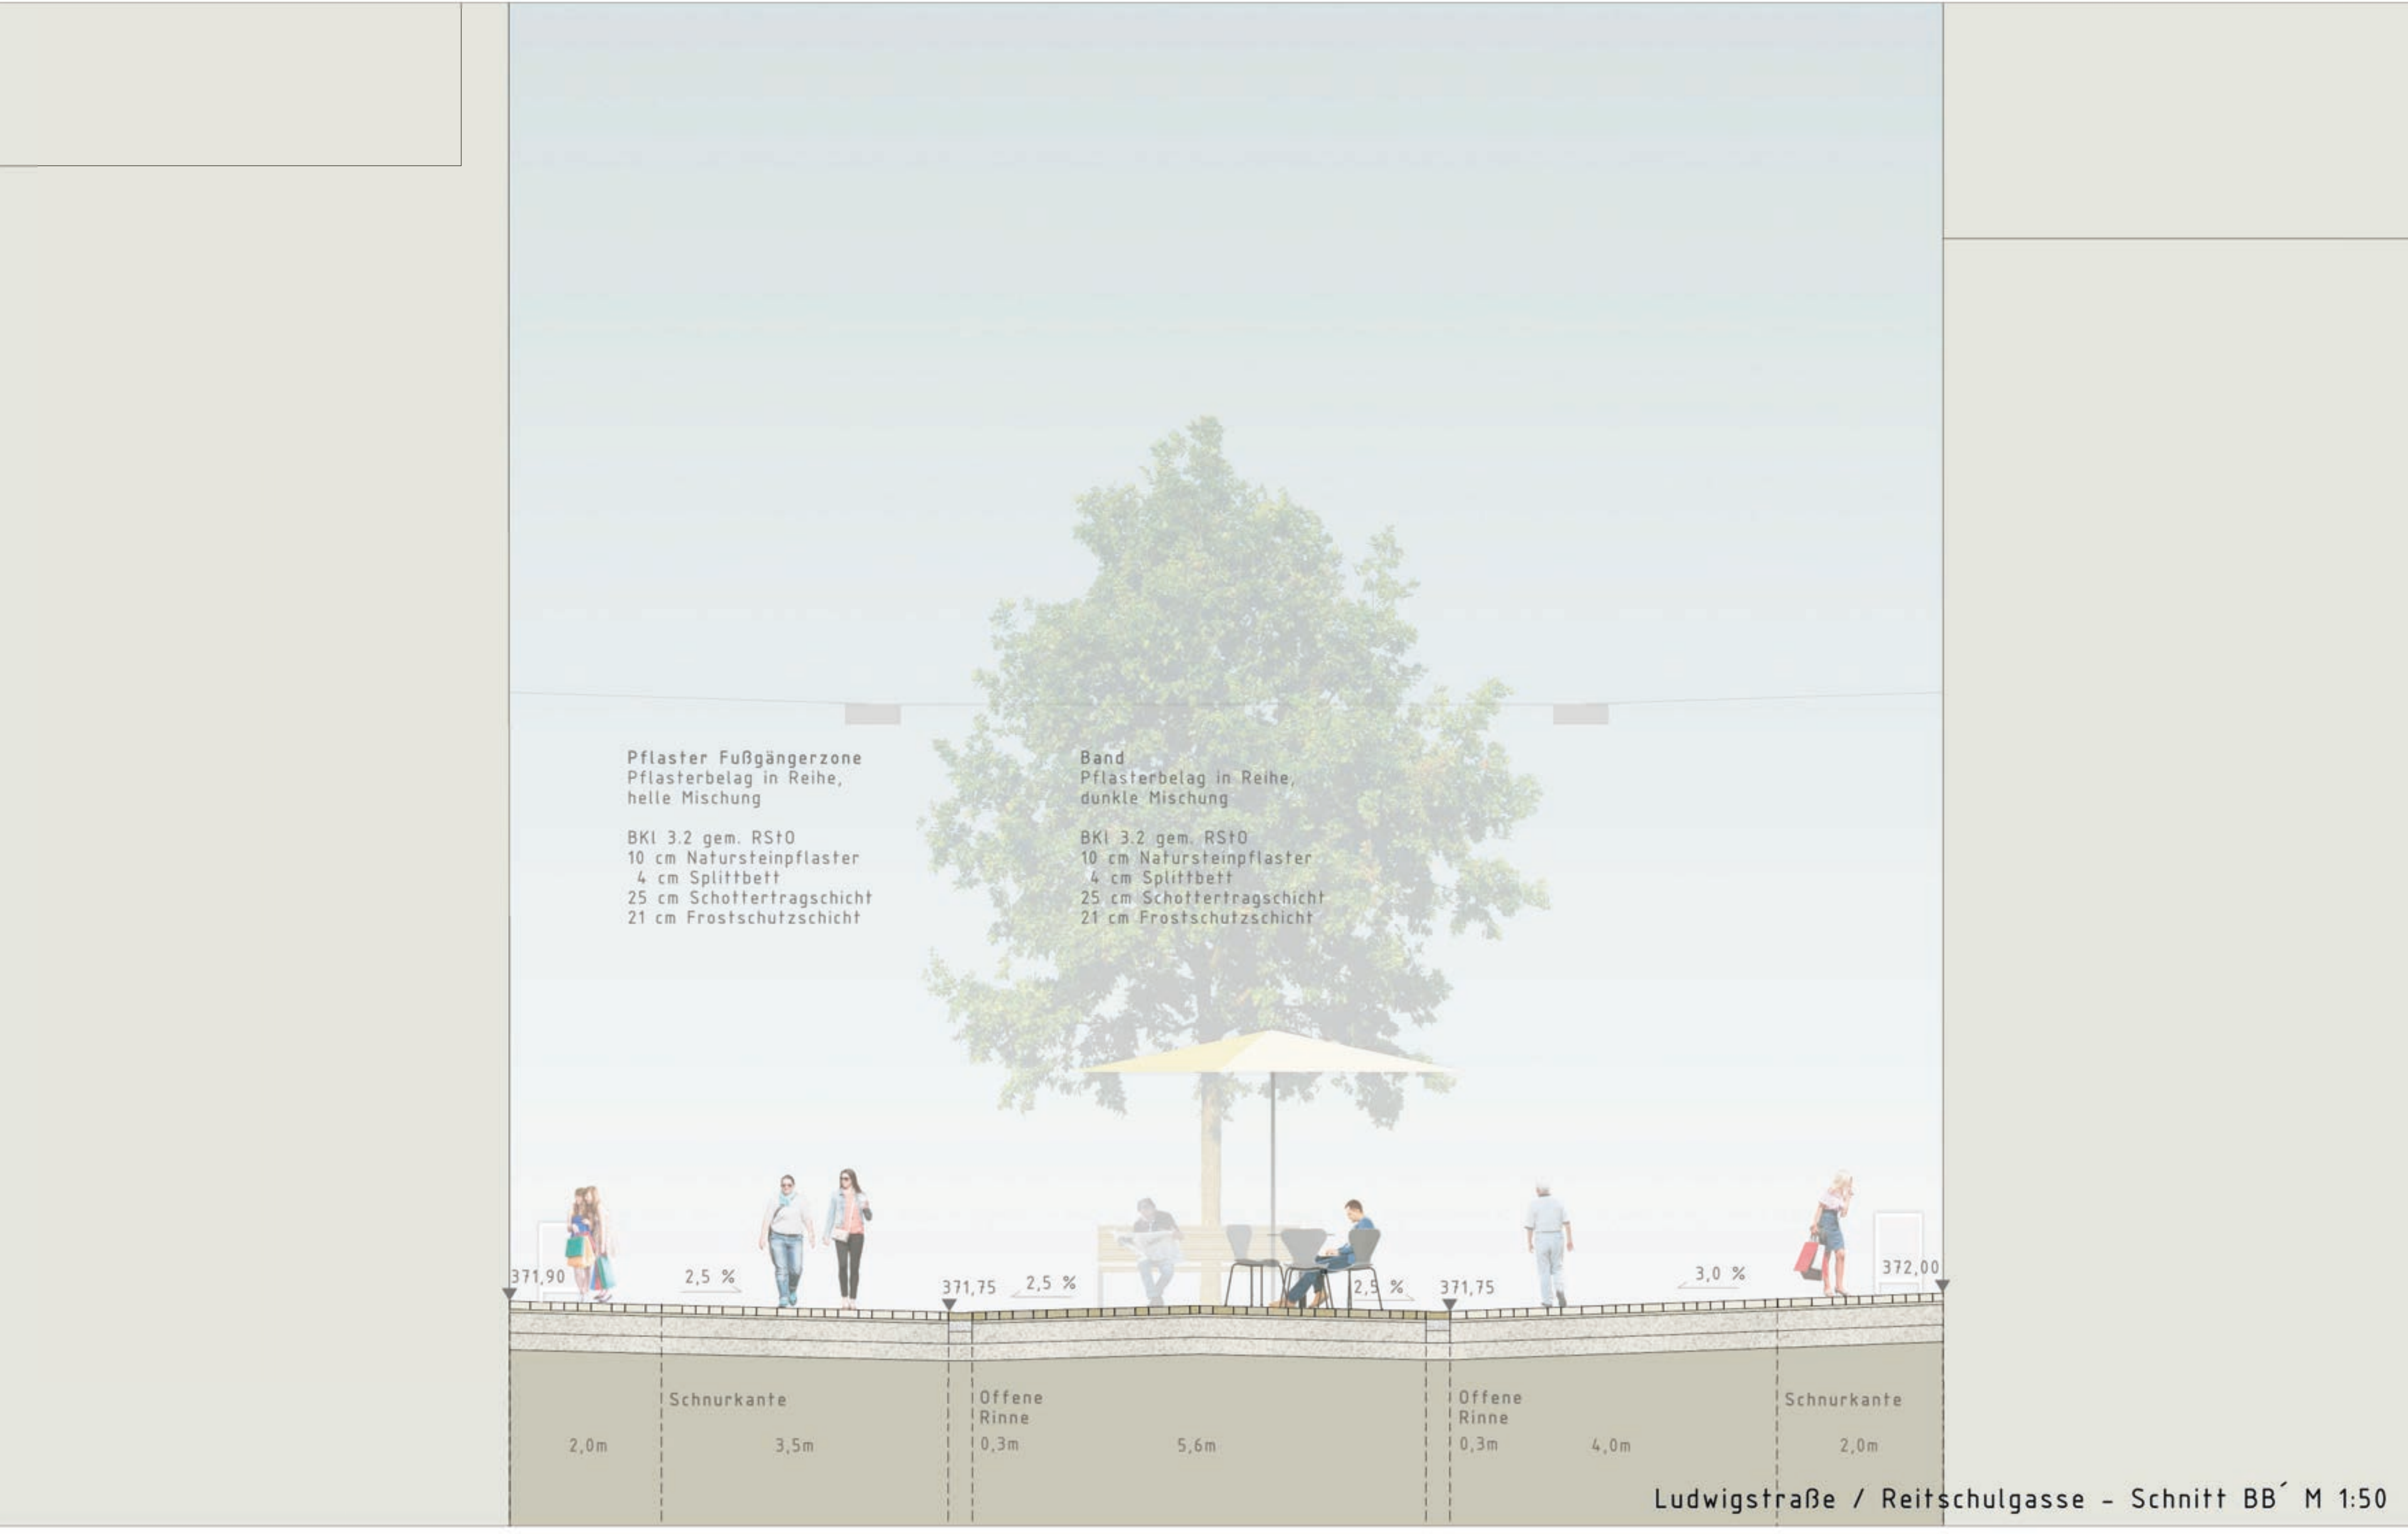 Pflaster Fußgängerzone
Pflasterbelag in Reihe,
helle Mischung
BKl 3.2 gem. RStO
10 cm Natursteinpflaster
4 cm Splittbett
25 cm Schottertragschicht
21 cm Frostschutzschicht
Band
Pflasterbelag in Reihe,
dunkle Mischung
BKl 3.2 gem. RStO
10 cm Natursteinpflaster
4 cm Splittbett
25 cm Schottertragschicht
21 cm Frostschutzschicht
371,90
2,5 %
371,75
2,5 %
2,5 %
371,75
3,0 %
372,00
Schnurkante
Offene
Rinne
Offene
Rinne
Schnurkante
2,0m
3,5m
0,3m
5,6m
0,3m
4,0m
2,0m
Ludwigstraße / Reitschulgasse - Schnitt BB´ M 1:50